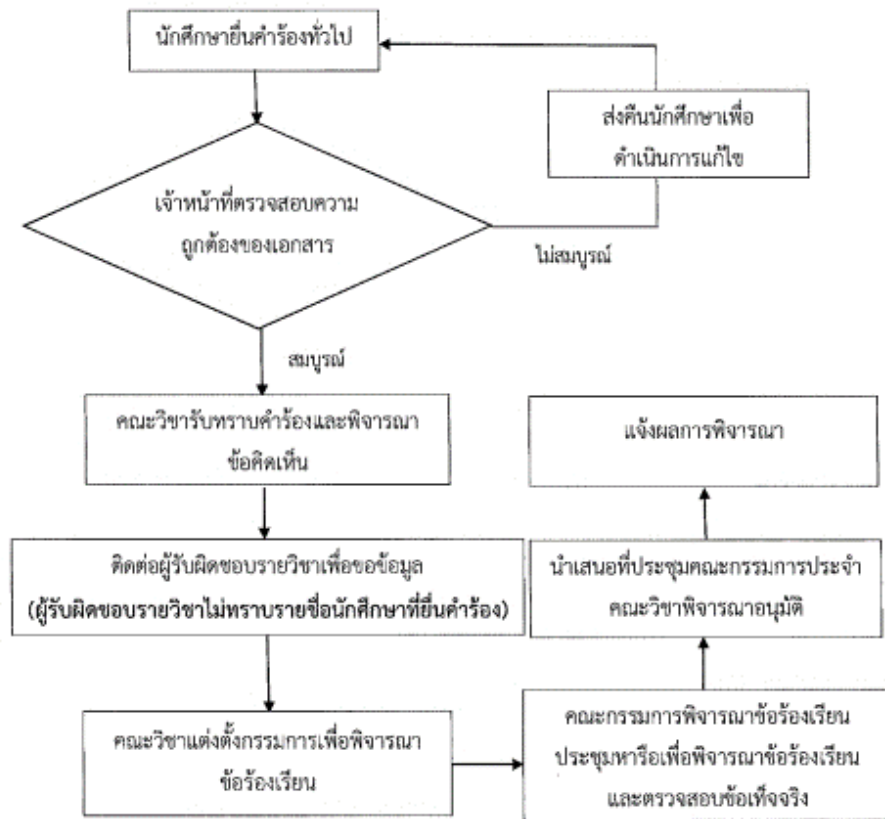 นักศึกษายื่นคำร้องทั่วไป
ส่งคืนนักศึกษาเพื่อ
ดำเนินการแก้ไข
เจ้าหน้าที่ตรวจสอบความ
ถูกต้องของเอกสาร
ไม่สมบูรณ์
สมบูรณ์
คณะวิชารับทราบคำร้องและพิจารณา
ข้อคิดเห็น
ติดต่อผู้รับผิดชอบรายวิชาเพื่อขอข้อมูล
(ผู้รับผิดชอบรายวิชาไม่ทราบรายชื่อนักศึกษาที่ยื่นคำร้อง)
คณะวิชาแต่งตั้งกรรมการเพื่อพิจารณา
ข้อร้องเรียน
คณะกรรมการพิจารณาข้อร้องเรียน
ประชุมหารือเพื่อพิจารณาข้อร้องเรียน
และตรวจสอบข้อเท็จจริง
นำเสนอที่ประชุมคณะกรรมการประจำ
คณะวิชาพิจารณาอนุมัติ
แจ้งผลการพิจารณา